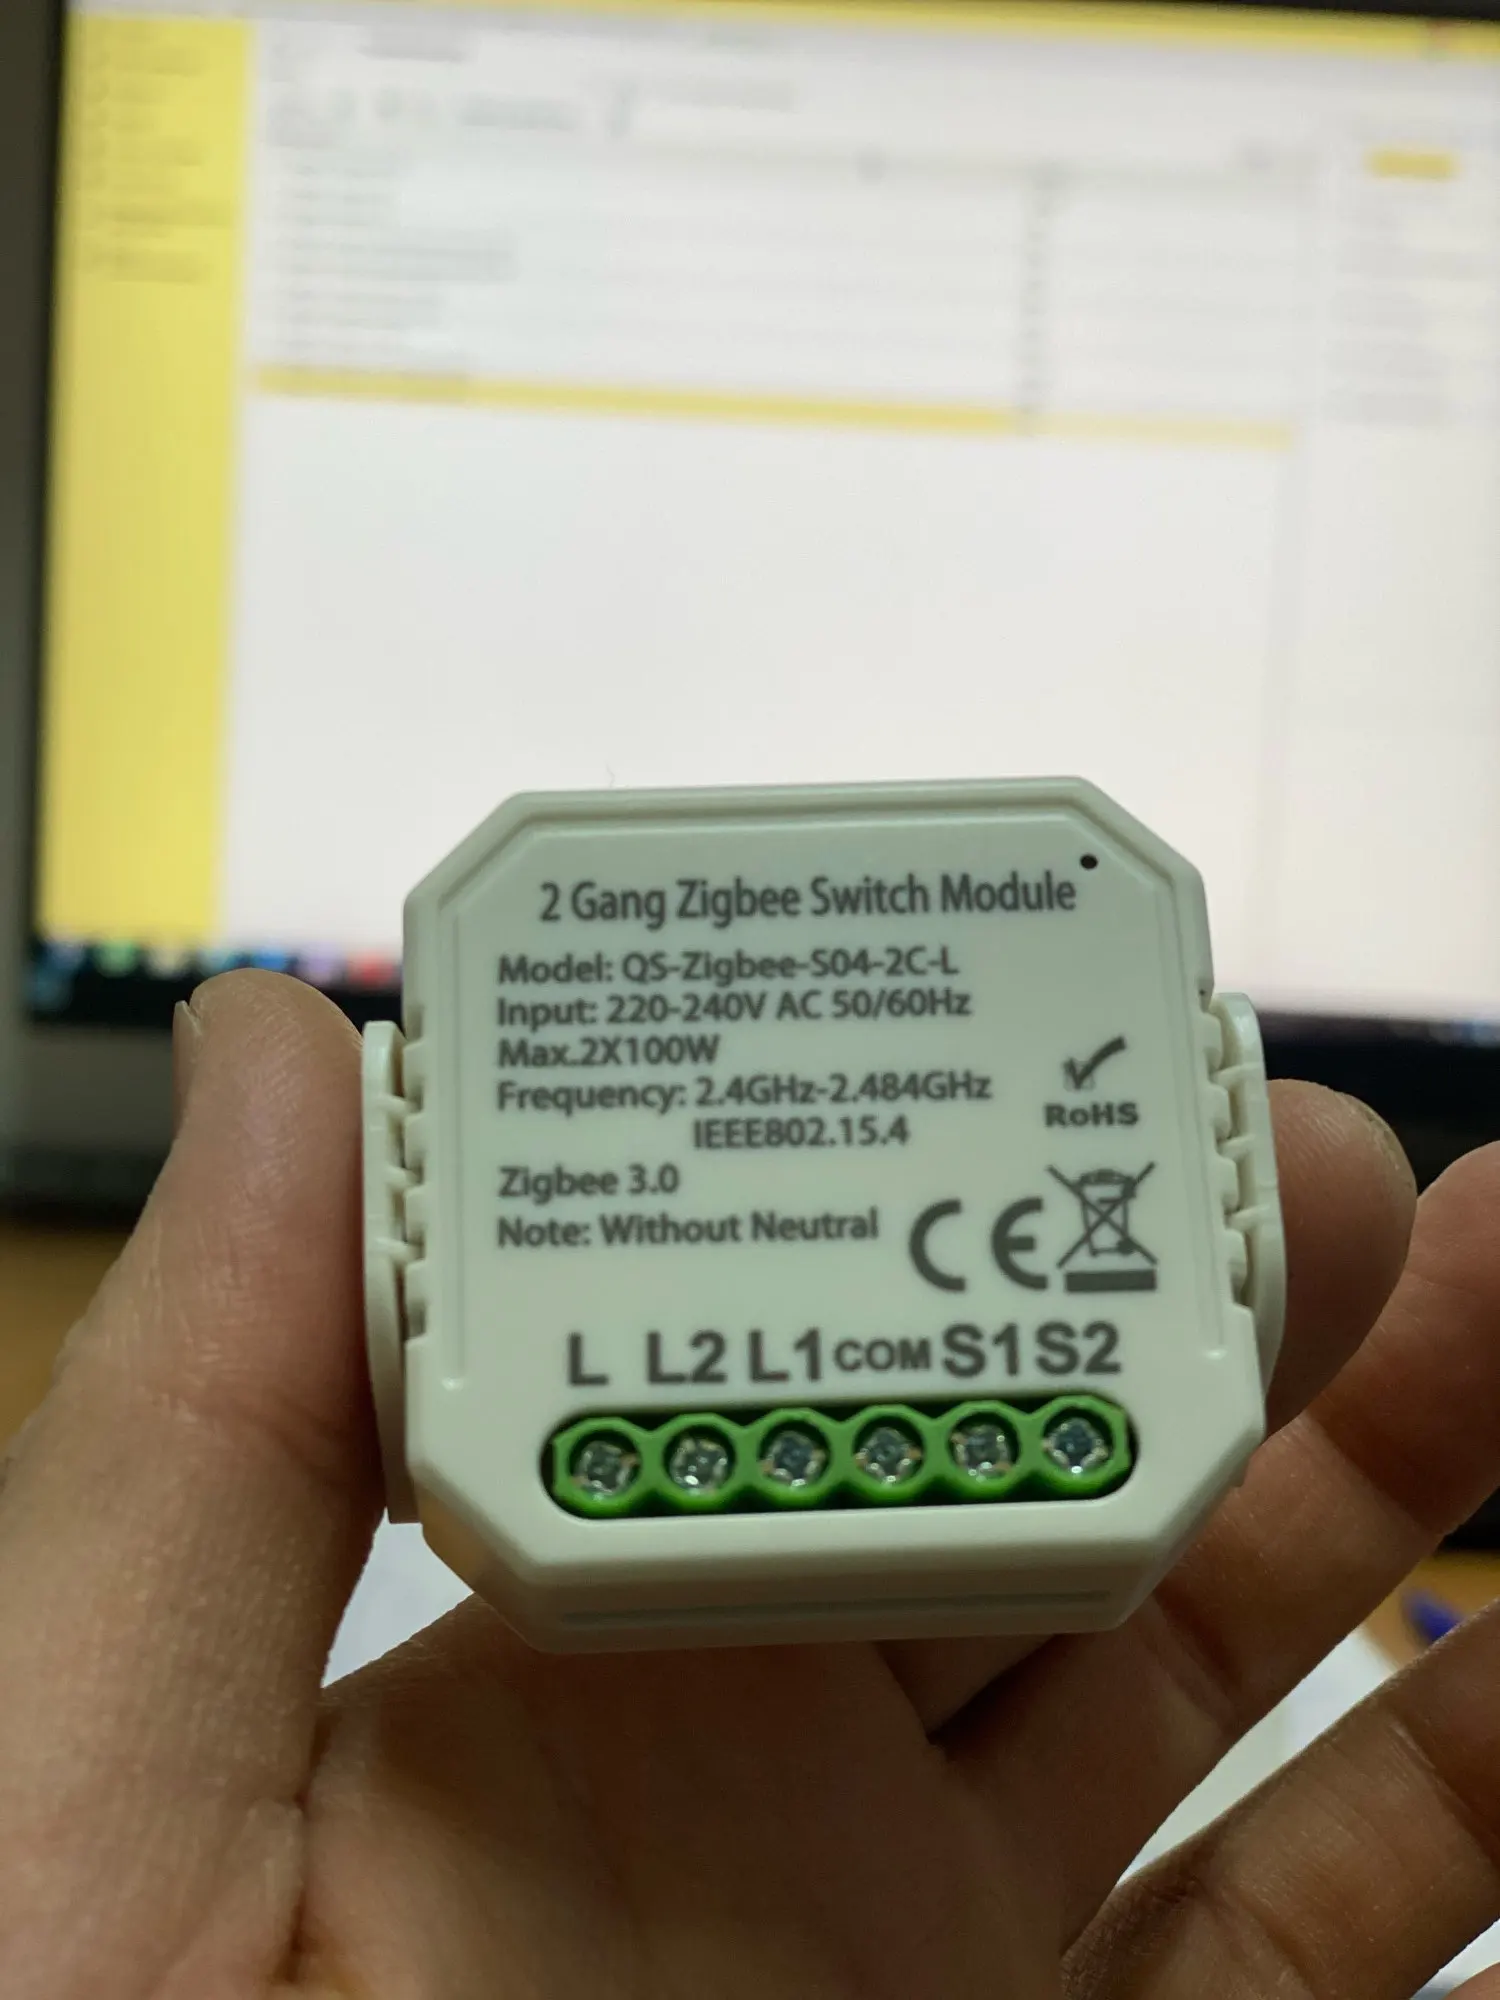 2 Gang Zigbee Switch Module
Model: QS-Zigbee-S04-2C-L
Input: 220-240V AC 50/60Hz
Max.2X100W
Frequency: 2.4GHz-2.484GHz
IEEE802.15.4
RoHS
Zigbee 3.0
Note: Without Neutral
CE
L L2 L1 COM S1 S2